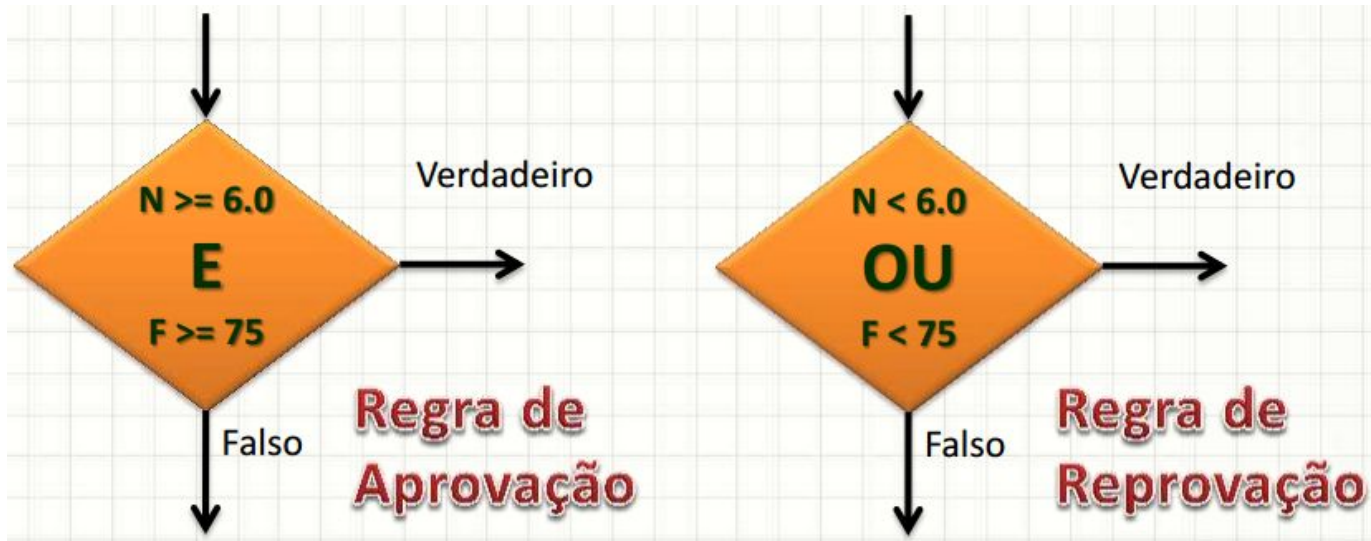 N >= 6.0
E
F >= 75
Verdadeiro
Falso
Regra de
Aprovação
N < 6.0
OU
F < 75
Verdadeiro
Falso
Regra de
Reprovação